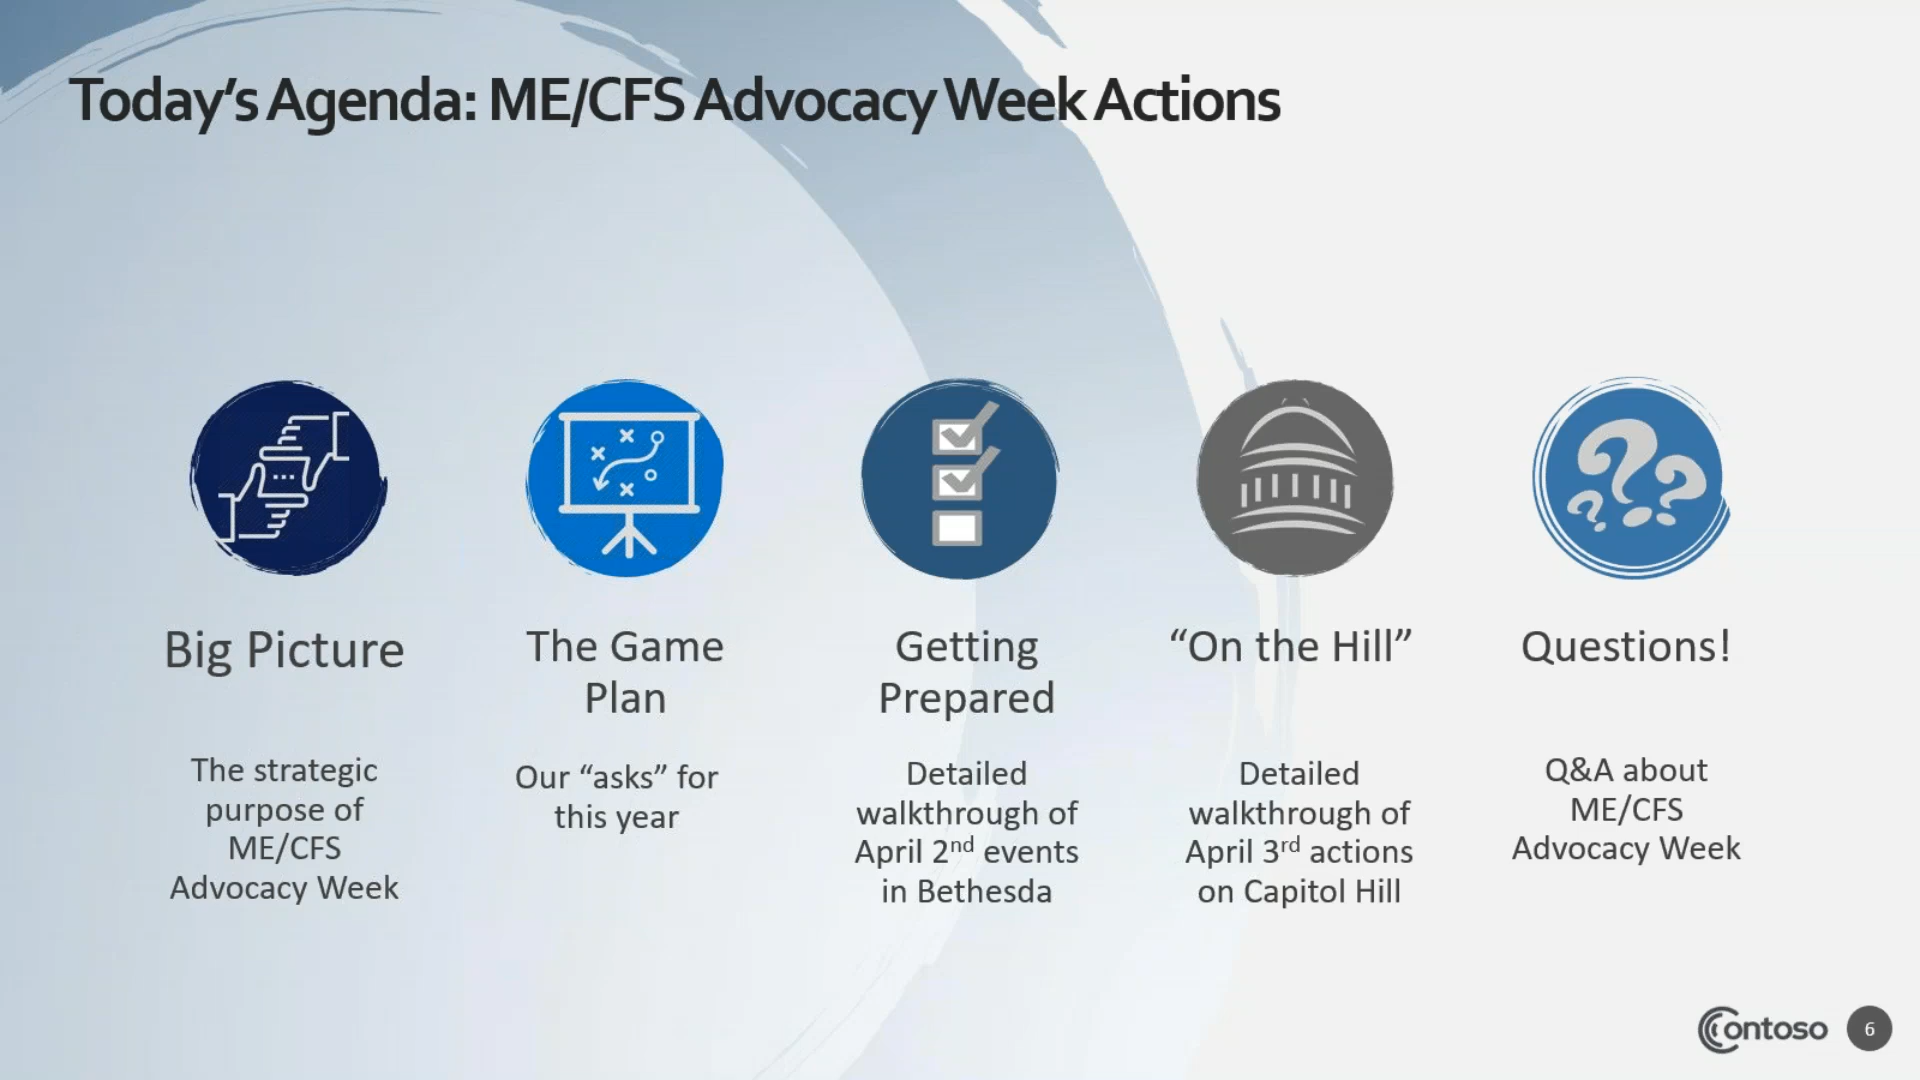 Today's Agenda: ME/CFS Advocacy Week Actions
Big Picture
The strategic
purpose of
ME/CFS
Advocacy Week
The Game
Plan
Our “asks” for
this year
Getting
Prepared
Detailed
walkthrough of
April 2nd events
in Bethesda
“On the Hill”
Detailed
walkthrough of
April 3rd actions
on Capitol Hill
Questions!
Q&A about
ME/CFS
Advocacy Week
Contoso
6